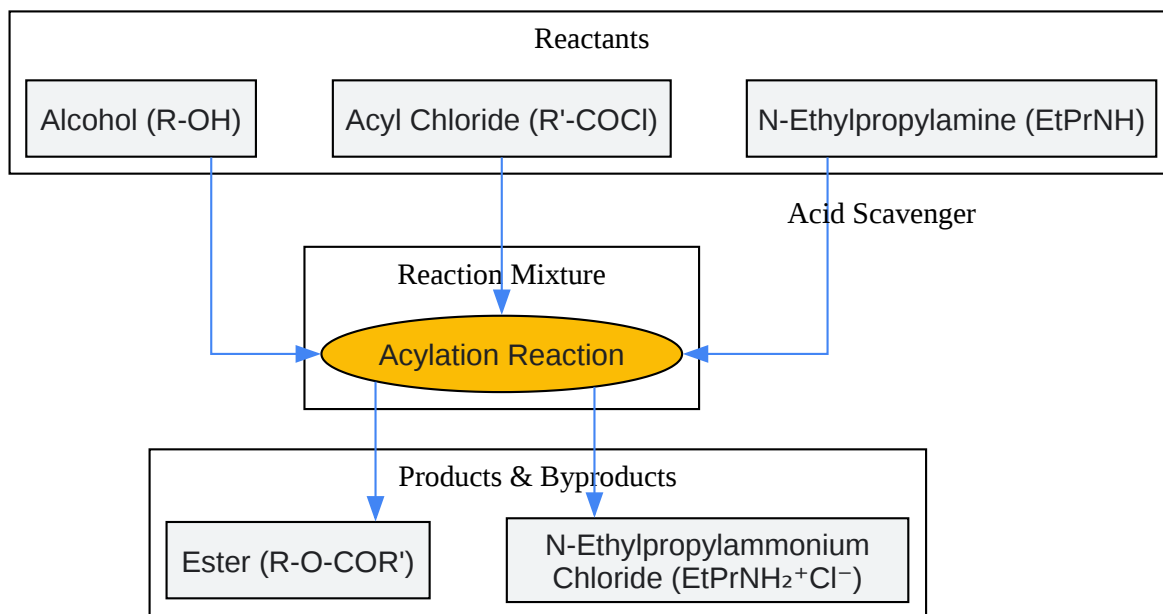 Reactants
Alcohol (R-OH)
Acyl Chloride (R'-COCl)
N-Ethylpropylamine (EtPrNH)
Acid Scavenger
Reaction Mixture
Acylation Reaction
Products & Byproducts
Ester (R-O-COR')
N-Ethylpropylammonium
Chloride (EtPrNH₂⁺Cl⁻)